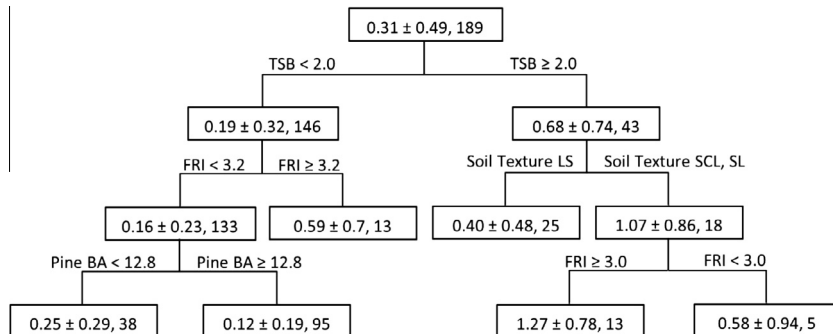 0.31 ± 0.49, 189
TSB < 2.0 TSB ≥ 2.0
0.19 ± 0.32, 146 0.68 ± 0.74, 43
FRI < 3.2 FRI ≥ 3.2 Soil Texture LS Soil Texture SCL, SL
0.16 ± 0.23, 133 0.59 ± 0.7, 13 0.40 ± 0.48, 25 1.07 ± 0.86, 18
Pine BA < 12.8 Pine BA ≥ 12.8 FRI ≥ 3.0 FRI < 3.0
0.25 ± 0.29, 38 0.12 ± 0.19, 95 1.27 ± 0.78, 13 0.58 ± 0.94, 5